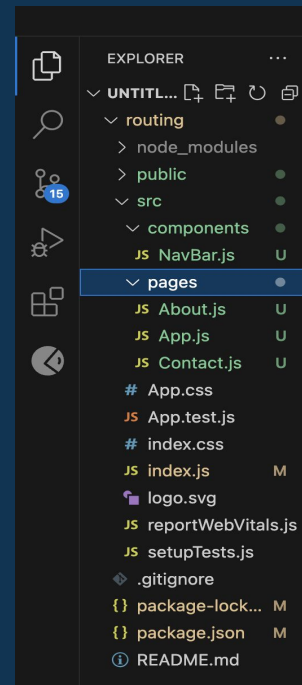 EXPLORER ...
UNTITL...
routing
node_modules
public
src
15
components
JS NavBar.js U
pages
JS About.js U
JS App.js U
JS Contact.js U
# App.css
JS App.test.js
# index.css
JS index.js M
logo.svg
JS reportWebVitals.js
JS setupTests.js
.gitignore
{} package-lock... M
{} package.json M
README.md